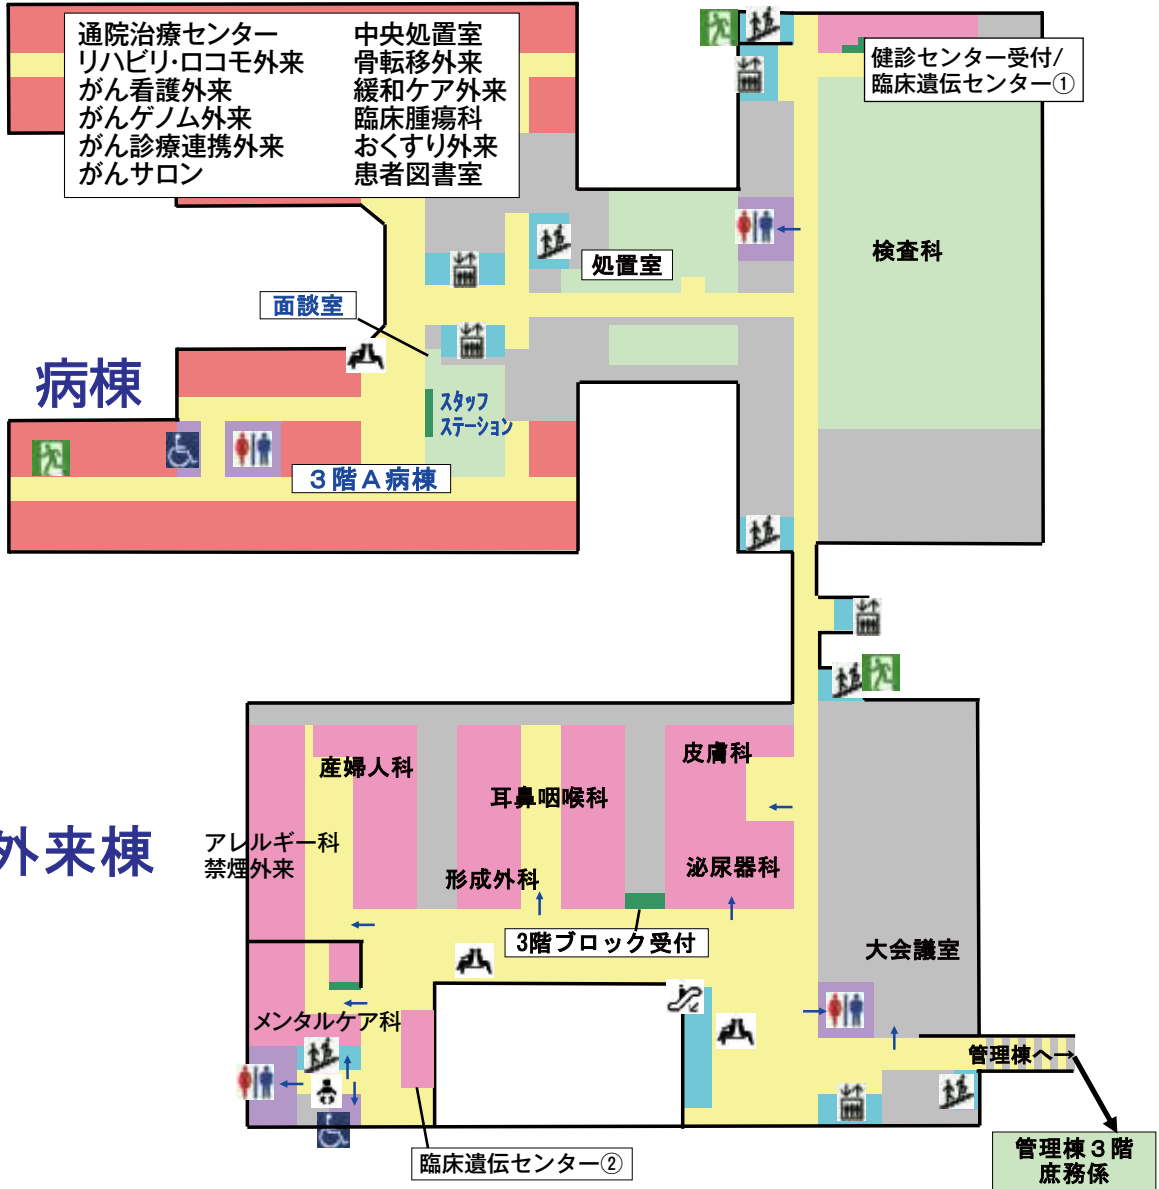 通院治療センター
リハビリ・ロコモ外来
がん看護外来
がんゲノム外来
がん診療連携外来
がんサロン
中央処置室
骨転移外来
緩和ケア外来
臨床腫瘍科
おくすり外来
患者図書室
健診センター受付/
臨床遺伝センター①
検査科
処置室
面談室
病棟
スタッフ
ステーション
3階A病棟
外来棟
産婦人科
皮膚科
耳鼻咽喉科
アレルギー科
禁煙外来
形成外科
泌尿器科
3階ブロック受付
大会議室
メンタルケア科
管理棟へ→
臨床遺伝センター②
管理棟3階
庶務係